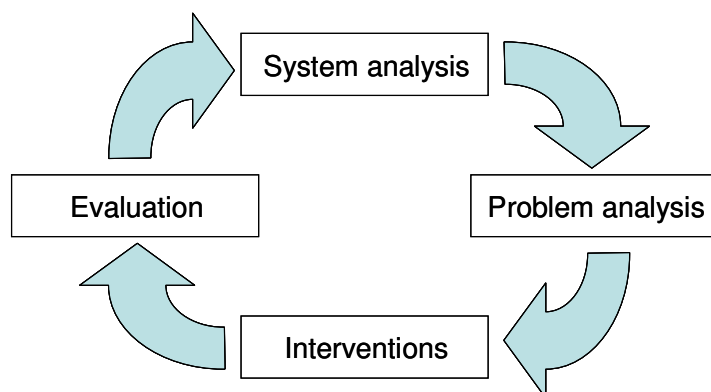 System analysis
Evaluation
Problem analysis
Interventions